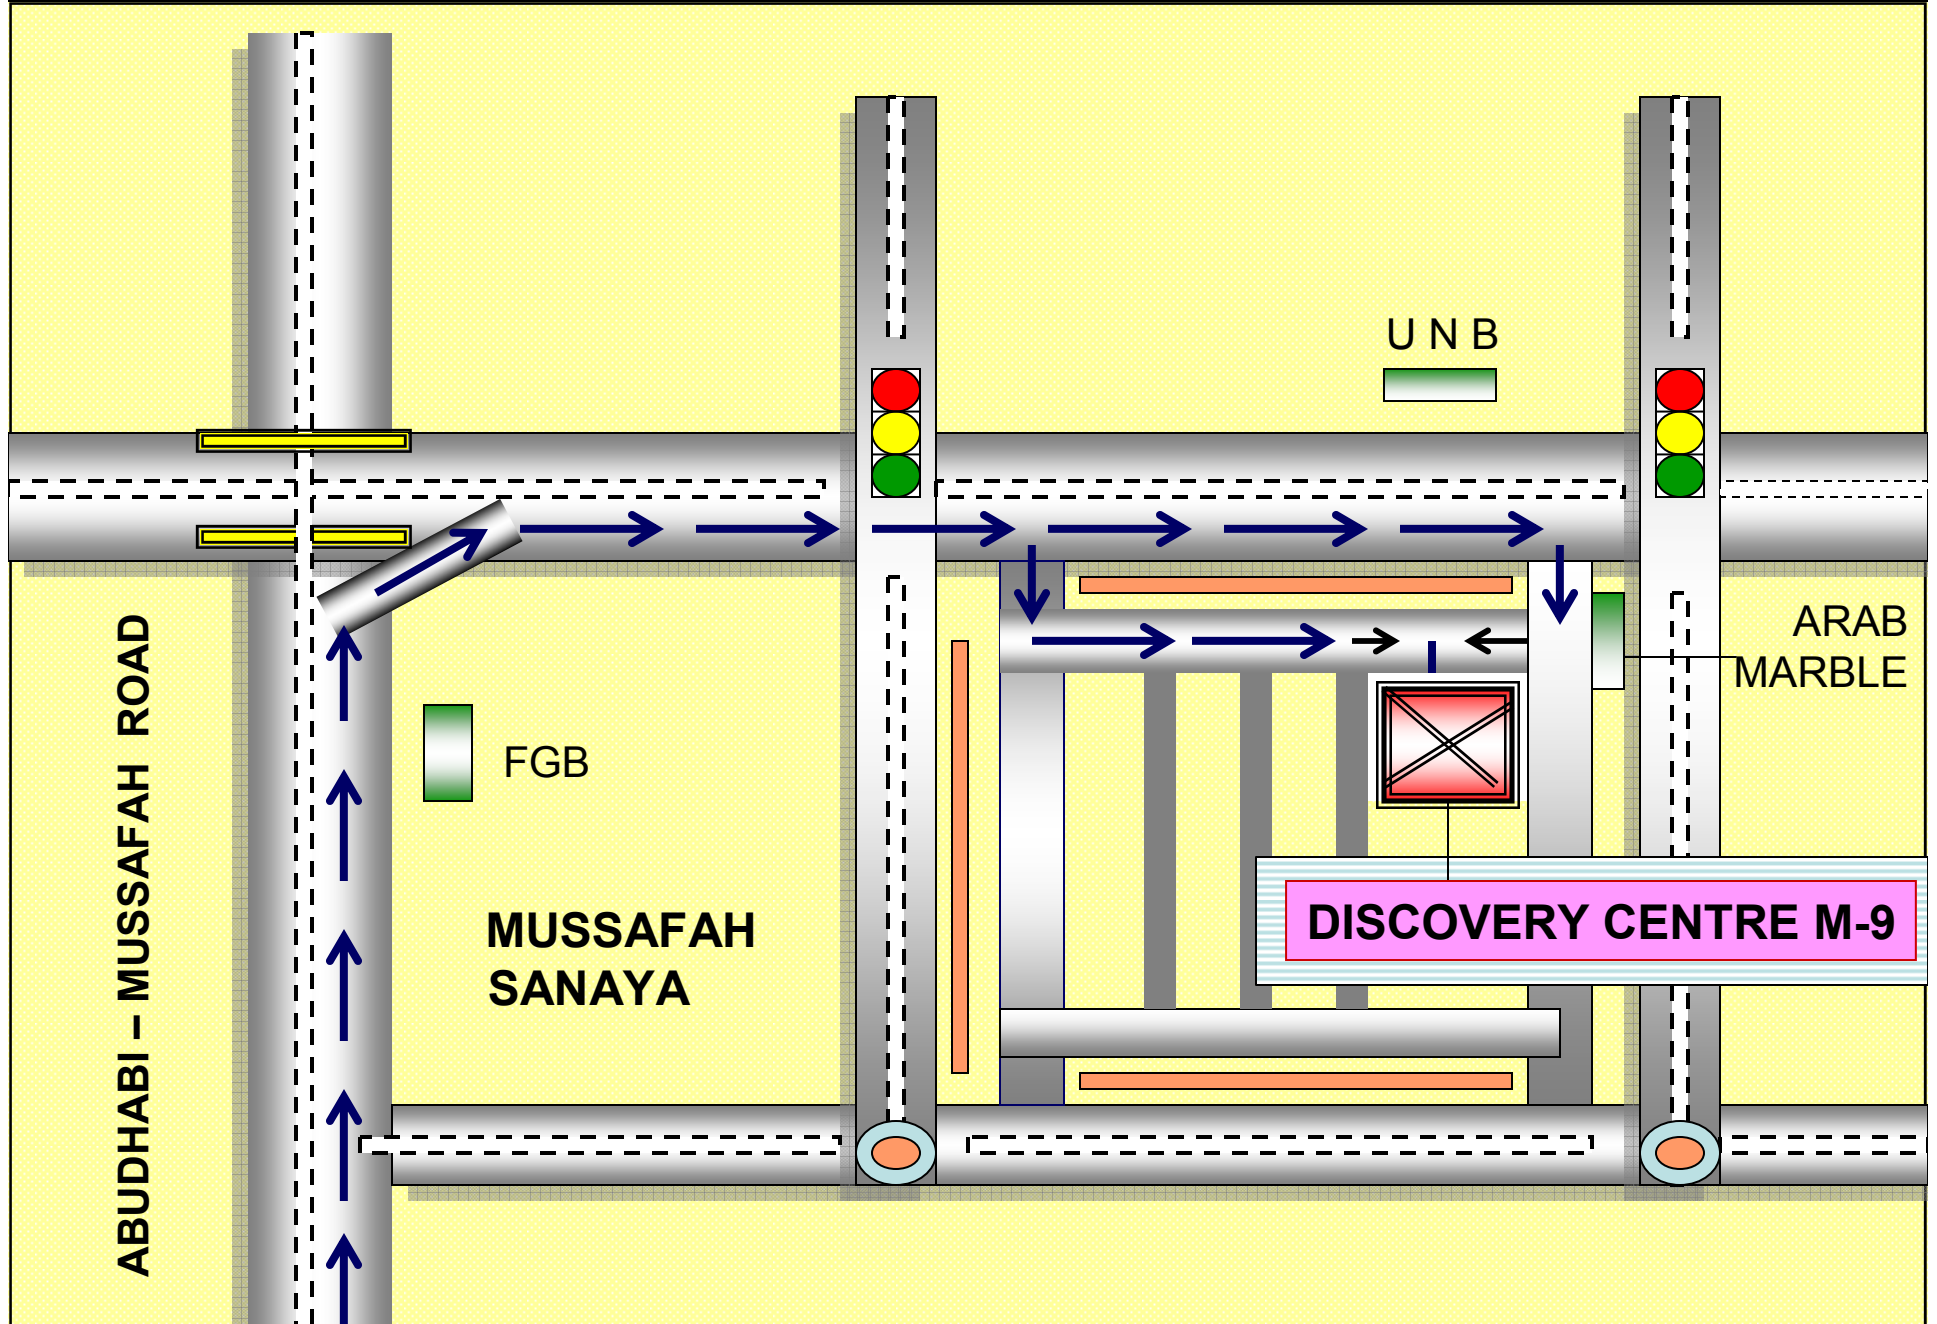 U N B
ARAB
MARBLE
FGB
ABUDHABI – MUSSAFAH  ROAD
MUSSAFAH
SANAYA
DISCOVERY CENTRE M-9